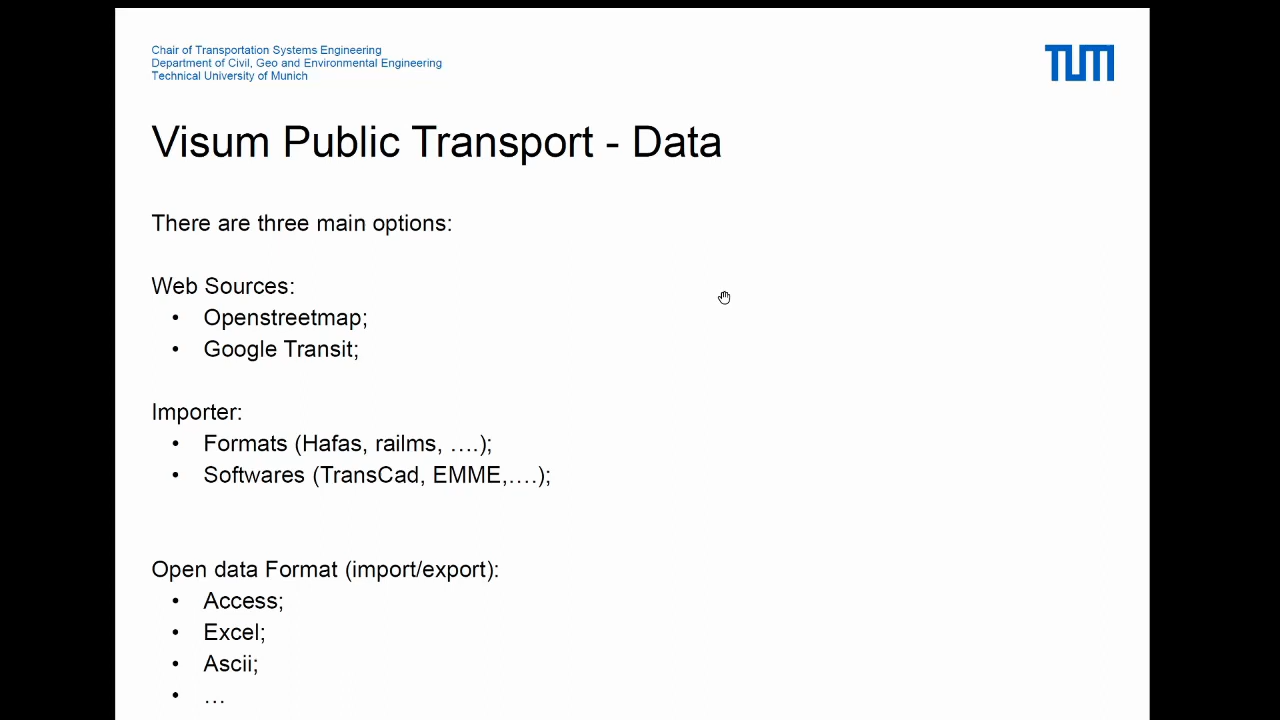 Chair of Transportation Systems Engineering
Department of Civil, Geo and Environmental Engineering
Technical University of Munich
TUM
Visum Public Transport - Data
There are three main options:
Web Sources:
• Openstreetmap;
• Google Transit;
Importer:
• Formats (Hafas, railms, ….);
• Softwares (TransCad, EMME,….);
Open data Format (import/export):
• Access;
• Excel;
• Ascii;
• …